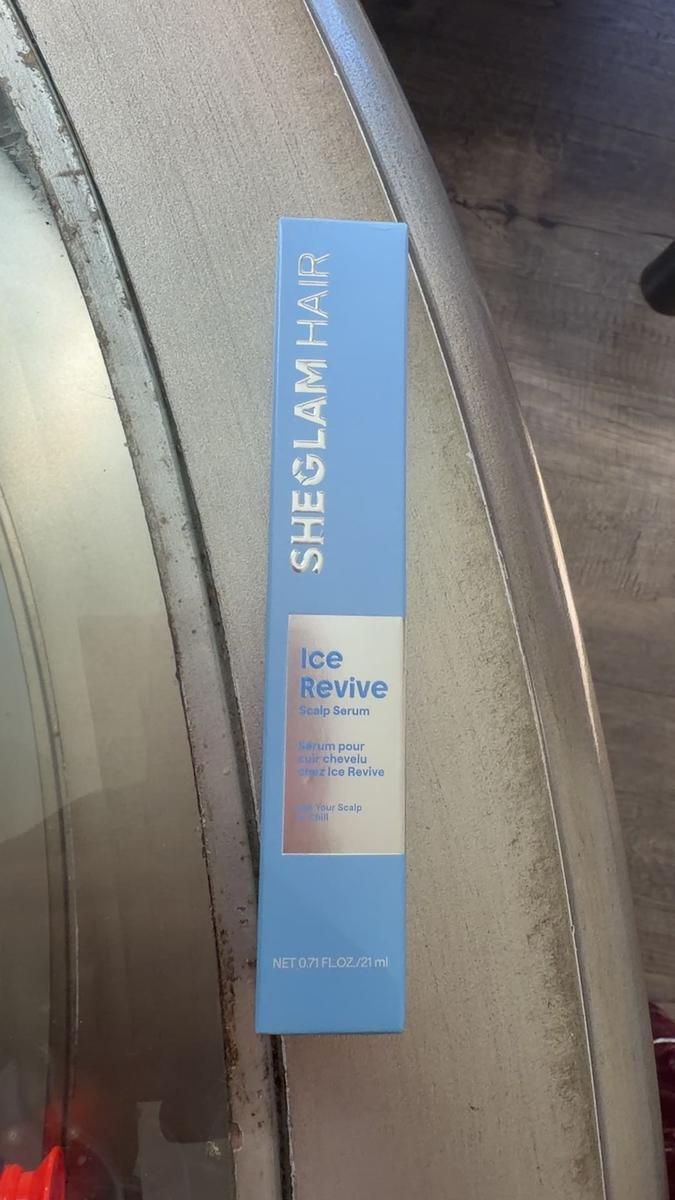 SHEGLAM HAIR
Ice
Revive
Scalp Serum
Sérum pour
cuir chevelu
chez Ice Revive
Your Scalp
Chill
NET 0.71 FL.OZ./21 ml